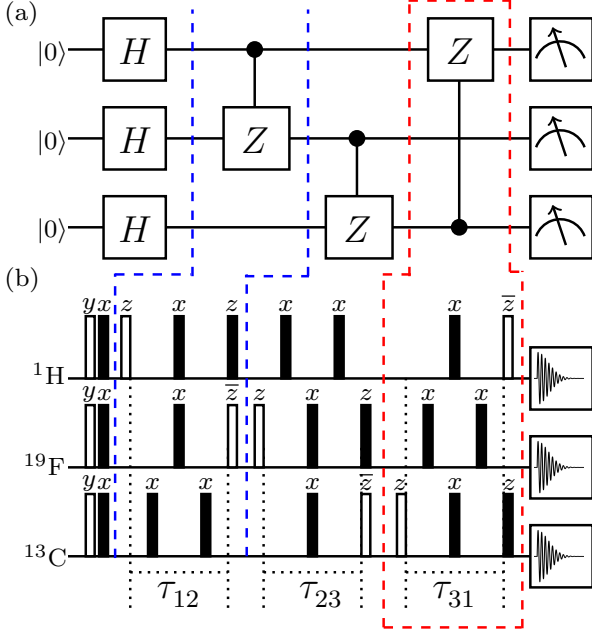 (a)
|0⟩ H Z
|0⟩ H Z
|0⟩ H Z
(b)
y x z x z x x x z̅
¹H
y x x z̅ z x z x x
¹⁹F
y x x x x z̅ z x z
¹³C
τ₁₂ τ₂₃ τ₃₁